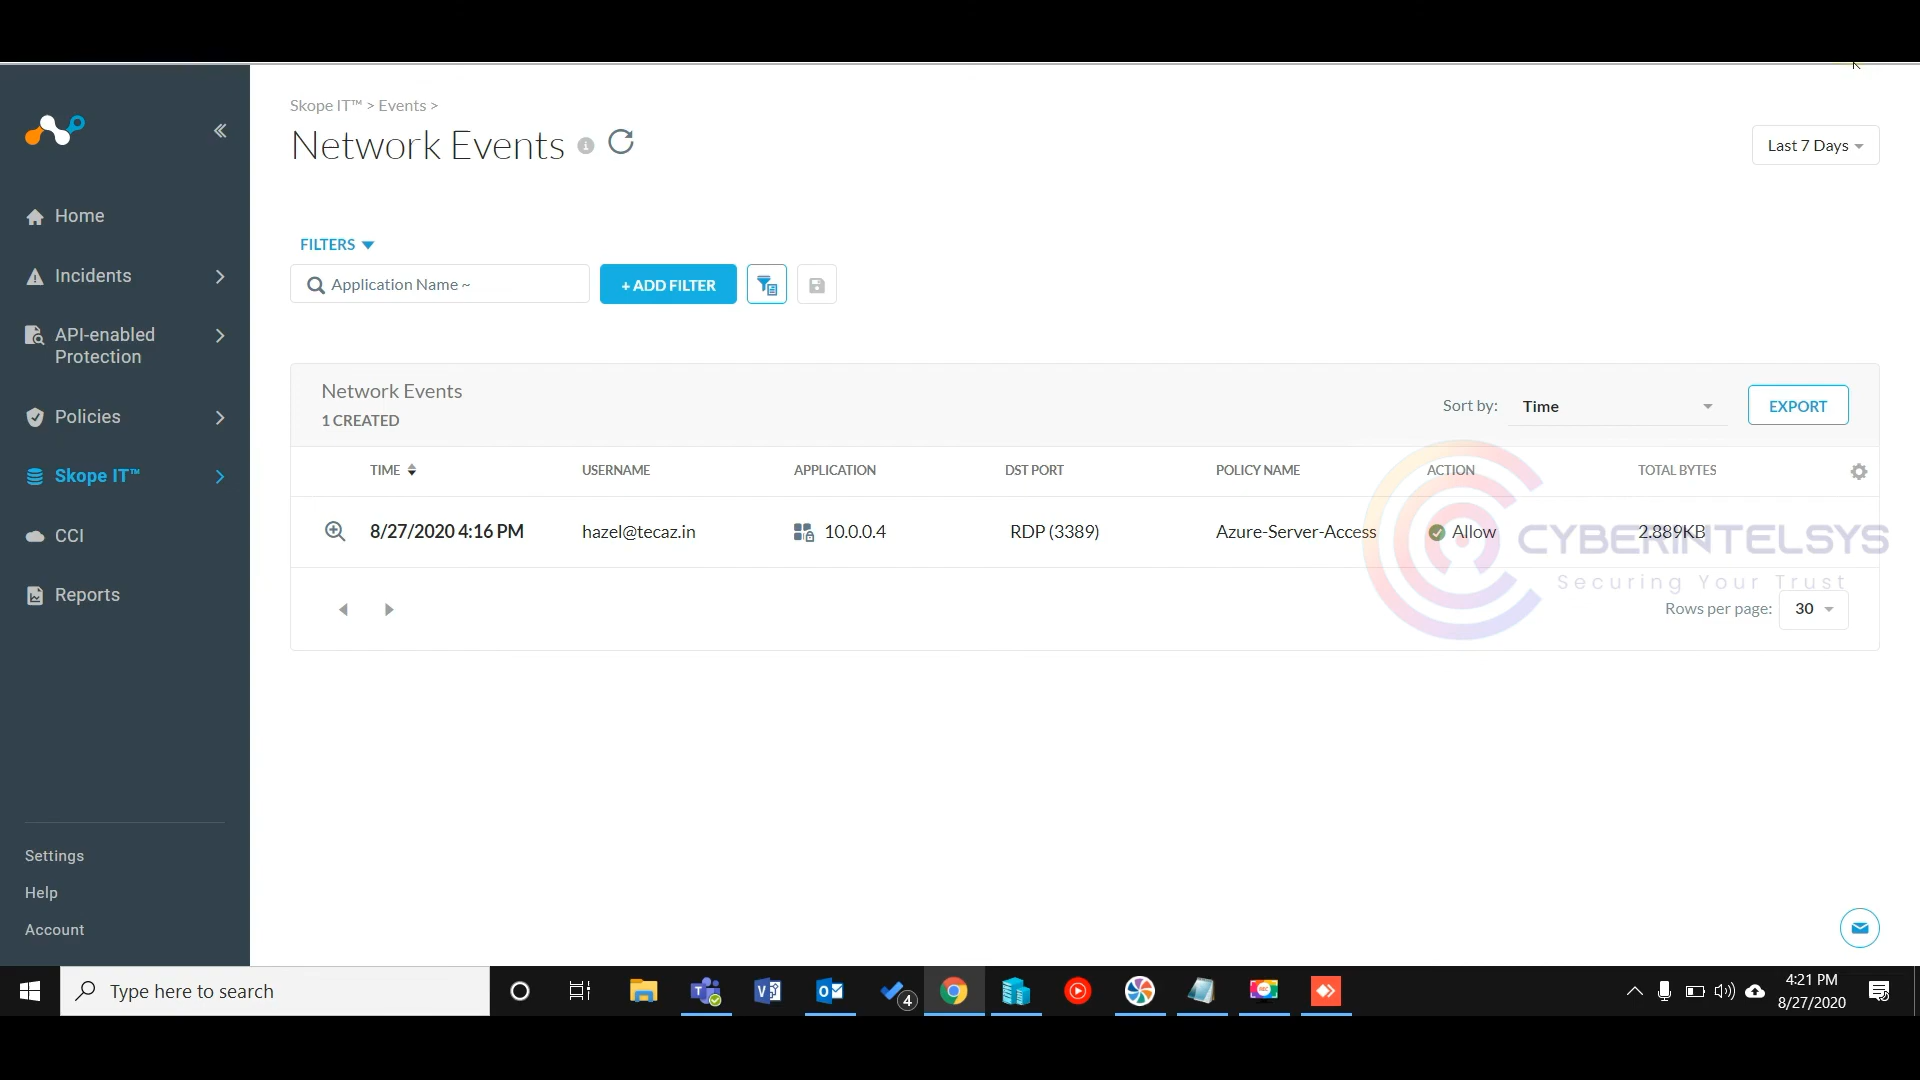 Skope IT™ > Events >
Network Events
Last 7 Days
Home
Incidents
API-enabled
Protection
Policies
Skope IT™
CCI
Reports
Settings
Help
Account
FILTERS
Application Name ~
+ ADD FILTER
Network Events
1 CREATED
Sort by: Time
EXPORT
TIME USERNAME APPLICATION DST PORT POLICY NAME ACTION TOTAL BYTES
8/27/2020 4:16 PM hazel@tecaz.in 10.0.0.4 RDP (3389) Azure-Server-Access Allow 2.889KB
CYBERINTELSYS
Securing Your Trust
Rows per page: 30
Type here to search
4
4:21 PM
8/27/2020